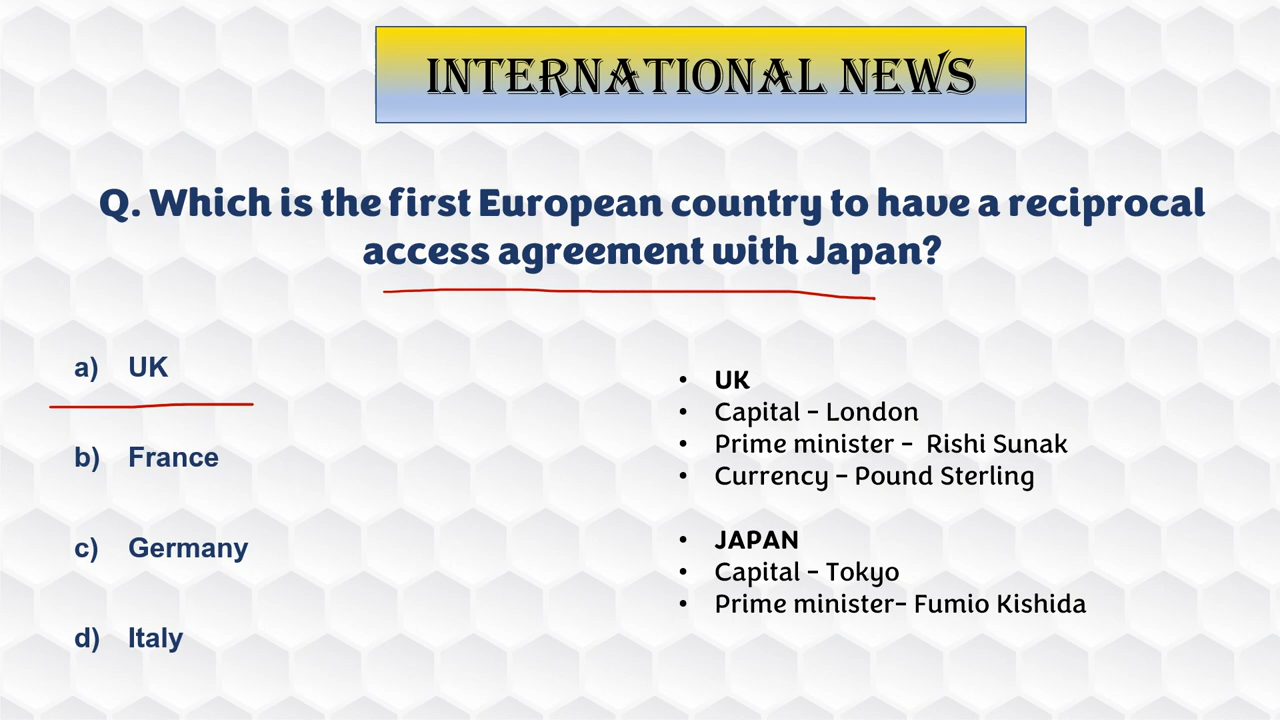 INTERNATIONAL NEWS
Q. Which is the first European country to have a reciprocal
access agreement with Japan?
a) UK
b) France
c) Germany
d) Italy
• UK
• Capital – London
• Prime minister – Rishi Sunak
• Currency – Pound Sterling
• JAPAN
• Capital – Tokyo
• Prime minister– Fumio Kishida